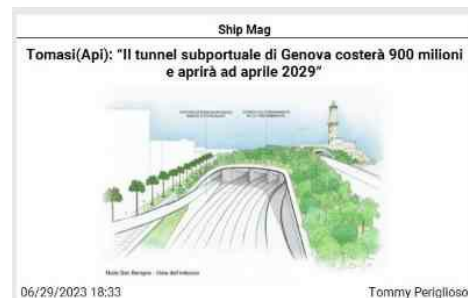 Ship Mag
Tomasi(Api): "Il tunnel subportuale di Genova costerà 900 milioni
e aprirà ad aprile 2029"
06/29/2023 18:33
Tommy Periglioso